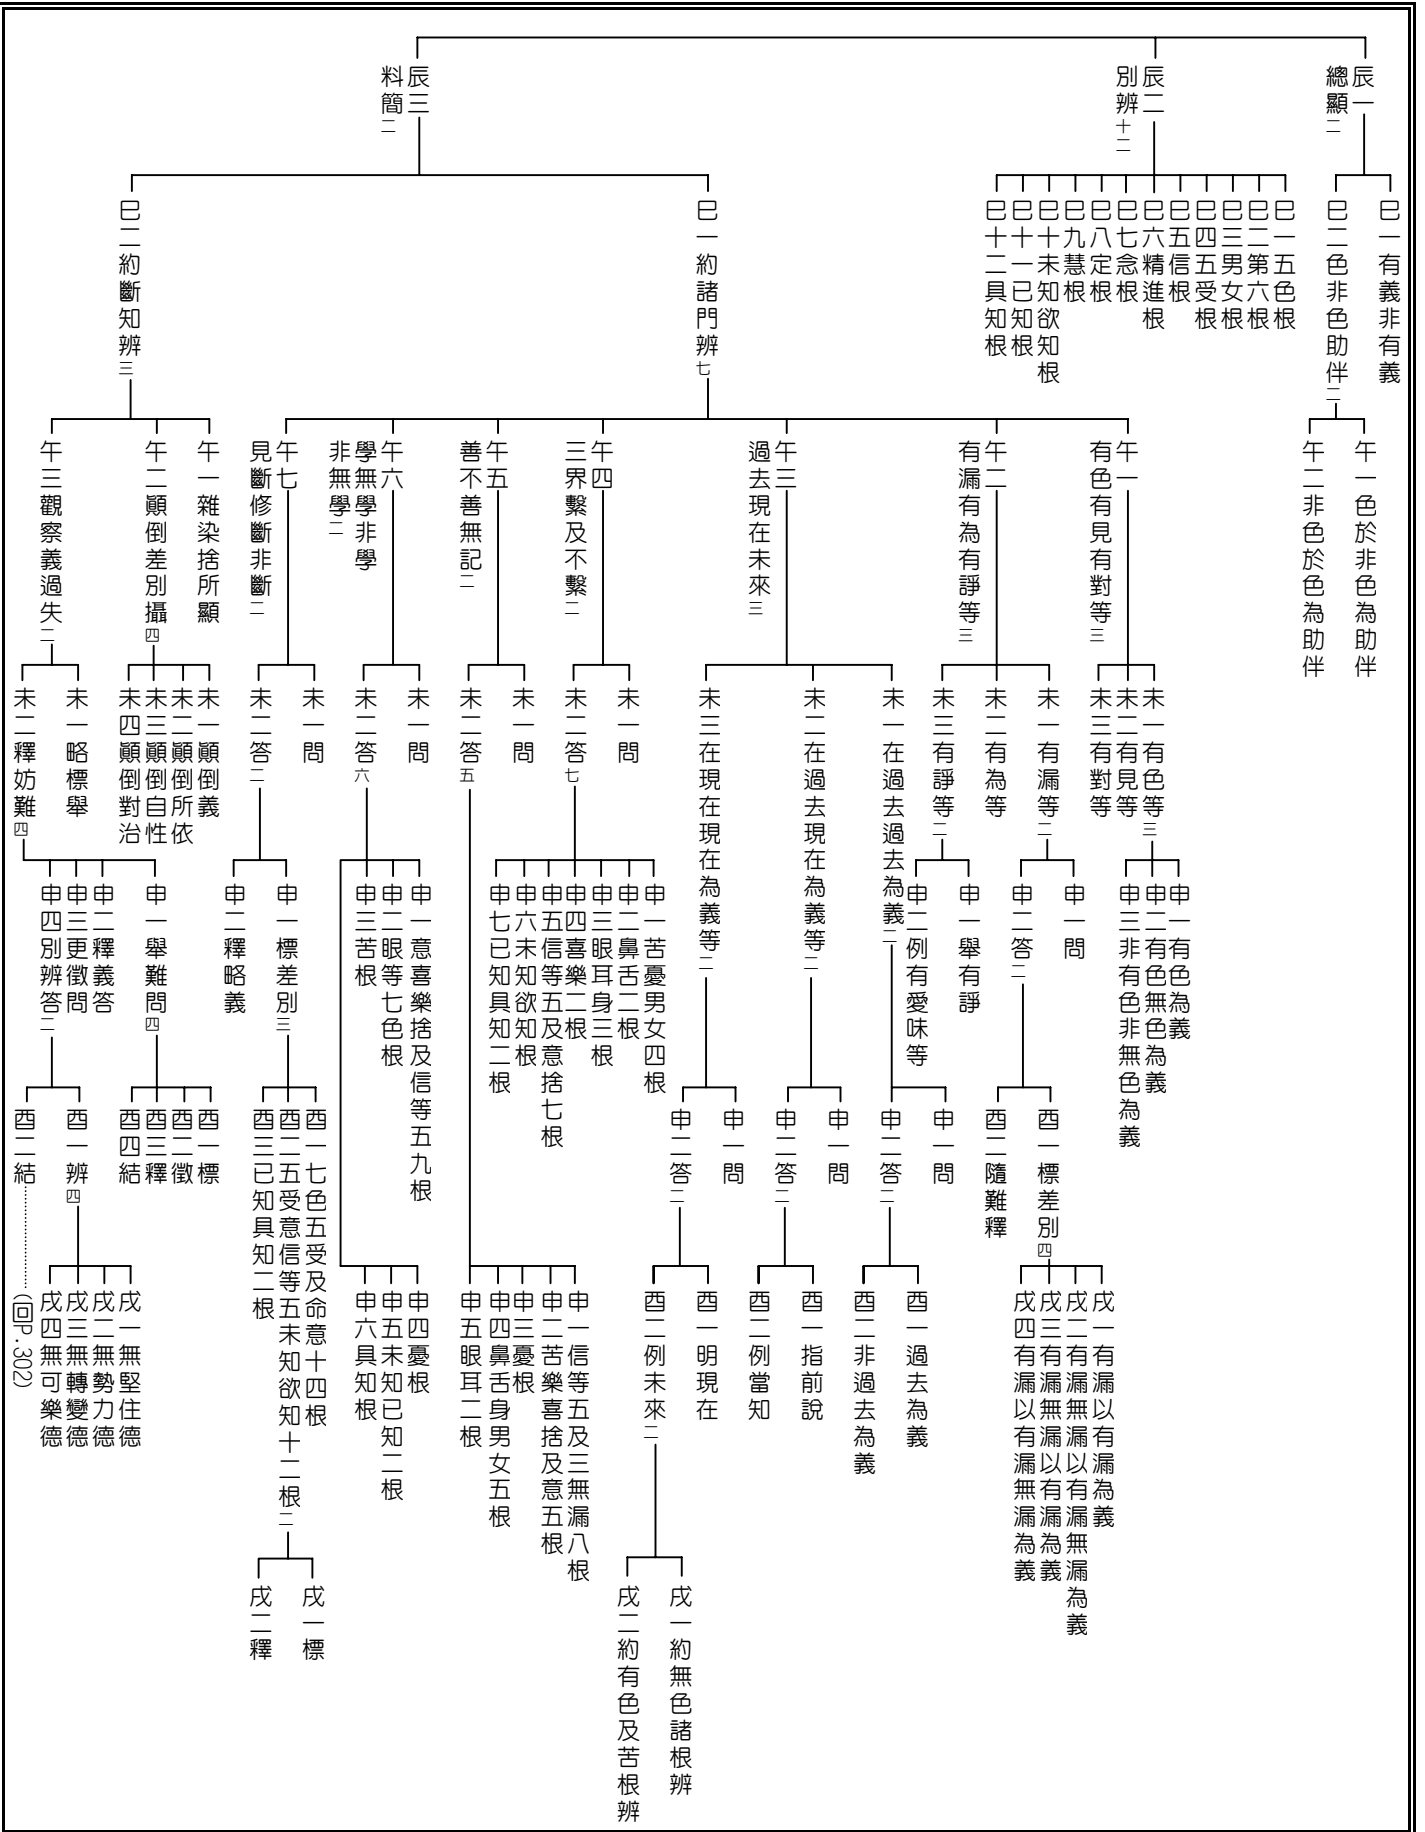 辰一
總顯二
巳一有義非有義
巳二色非色助伴二
午一色於非色為助伴
午二非色於色為助伴
辰二
別辨十二
巳一五色根
巳二第六根
巳三男女根
巳四五受根
巳五信根
巳六精進根
巳七念根
巳八定根
巳九慧根
巳十未知欲知根
巳十一已知根
巳十二具知根
辰三
料簡二
巳一約諸門辨七
午一
有色有見有對等三
未一有色等三
申一有色為義
申二有色無色為義
申三非有色非無色為義
未二有見等
未三有對等
午二
有漏有為有諍等三
未一有漏等二
申一問
申二答二
酉一標差別四
戌一有漏以有漏為義
戌二有漏無漏以有漏無漏為義
戌三有漏無漏以有漏為義
戌四有漏以有漏無漏為義
酉二隨難釋
未二有為等
未三有諍等二
申一舉有諍
申二例有愛味等
午三
過去現在未來三
未一在過去過去為義二
申一問
申二答二
酉一過去為義
酉二非過去為義
未二在過去現在為義等二
申一問
申二答二
酉一指前說
酉二例當知
未三在現在現在為義等二
申一問
申二答二
酉一明現在
酉二例未來二
戌一約無色諸根辨
戌二約有色及苦根辨
午四
三界繫及不繫二
未一問
未二答七
申一苦憂男女四根
申二鼻舌二根
申三眼耳身三根
申四喜樂二根
申五信等五及意捨七根
申六未知欲知根
申七已知具知二根
午五
善不善無記二
未一問
未二答五
申一信等五及三無漏八根
申二苦樂喜捨及意五根
申三憂根
申四鼻舌身男女五根
申五眼耳二根
午六
學無學非學
非無學二
未一問
未二答六
申一意喜樂捨及信等五九根
申二眼等七色根
申三苦根
申四憂根
申五未知已知二根
申六具知根
午七
見斷修斷非斷二
未一問
未二答二
申一標差別三
酉一七色五受及命意十四根
酉二五受意信等五未知欲知十二根二
戌一標
戌二釋
酉三已知具知二根
申二釋略義
巳二約斷知辨三
午一雜染捨所顯
午二顚倒差別攝四
未一顚倒義
未二顚倒所依
未三顚倒自性
未四顚倒對治
午三觀察義過失二
未一略標舉
未二釋妨難四
申一舉難問四
酉一標
酉二徵
酉三釋
酉四結
申二釋義答
申三更徵問
申四別辨答二
酉一辨四
戌一無堅住德
戌二無勢力德
戌三無轉變德
戌四無可樂德
酉二結…………(回P.302)